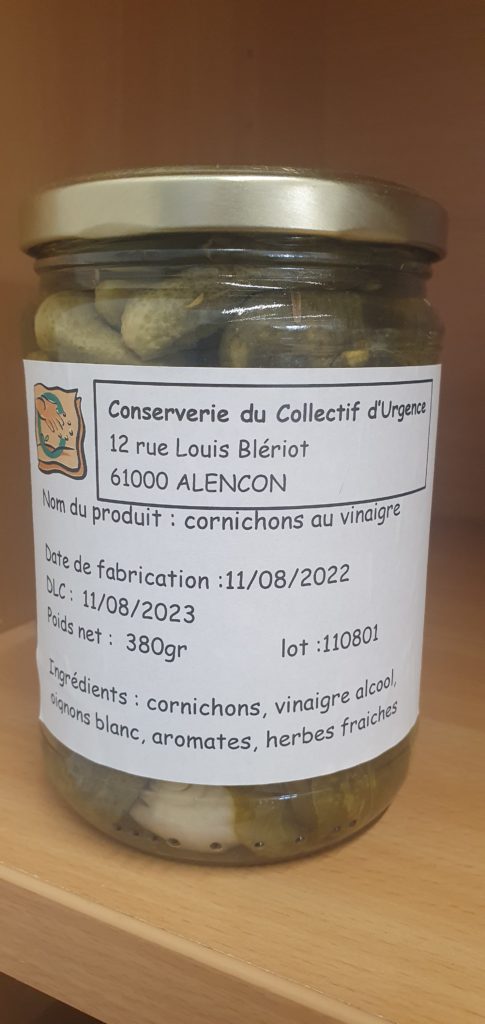 Conserverie du Collectif d'Urgence
12 rue Louis Blériot
61000 ALENCON
Nom du produit : cornichons au vinaigre
Date de fabrication :11/08/2022
DLC : 11/08/2023
Poids net : 380gr lot :110801
Ingrédients : cornichons, vinaigre alcool,
oignons blanc, aromates, herbes fraiches